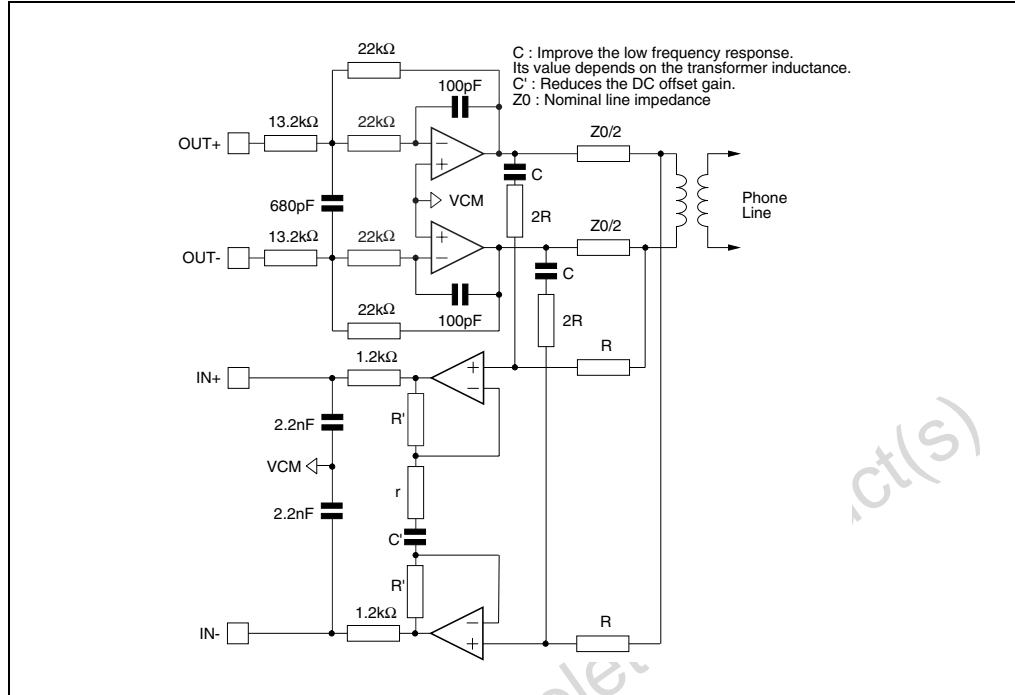 22kΩ
C : Improve the low frequency response.
Its value depends on the transformer inductance.
C' : Reduces the DC offset gain.
Z0 : Nominal line impedance
100pF
13.2kΩ
22kΩ
Z0/2
OUT+
−
+
C
VCM
2R
680pF
Phone
Line
13.2kΩ
22kΩ
+
−
Z0/2
OUT-
C
100pF
2R
22kΩ
R
1.2kΩ
+
−
IN+
R'
2.2nF
VCM
r
2.2nF
C'
R'
1.2kΩ
−
+
R
IN-
ct(s)
let